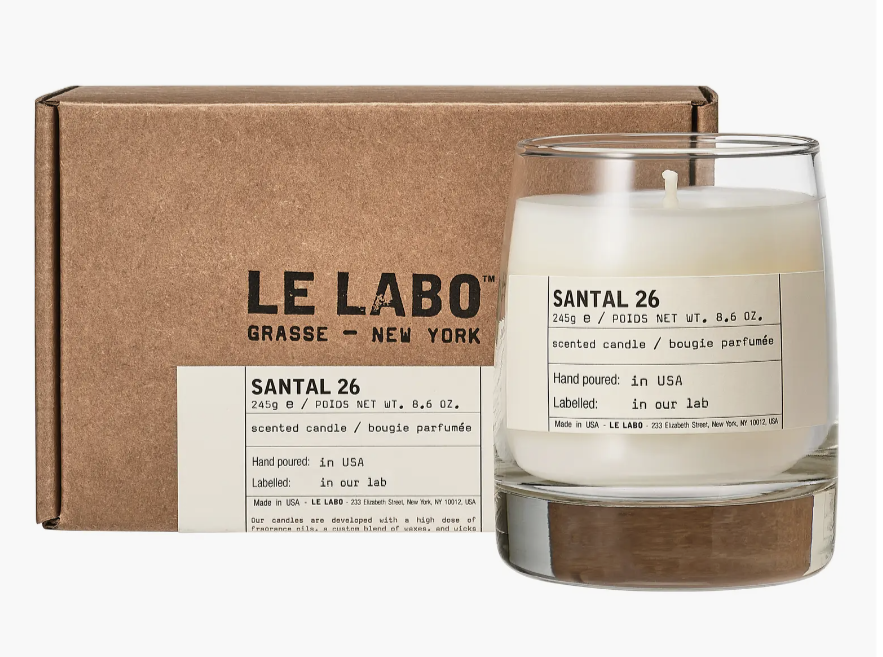 LE LABO™
GRASSE – NEW YORK
SANTAL 26
245g e / POIDS NET WT. 8.6 OZ.
scented candle / bougie parfumée
Hand poured: in USA
Labelled: in our lab
Made in USA - LE LABO - 233 Elizabeth Street, New York, NY 10012, USA
Our candles are developed with a high dose of
fragrance oils, a custom blend of waxes, and wicks
SANTAL 26
245g e / POIDS NET WT. 8.6 OZ.
scented candle / bougie parfumée
Hand poured: in USA
Labelled: in our lab
Made in USA - LE LABO - 233 Elizabeth Street, New York, NY 10012, USA